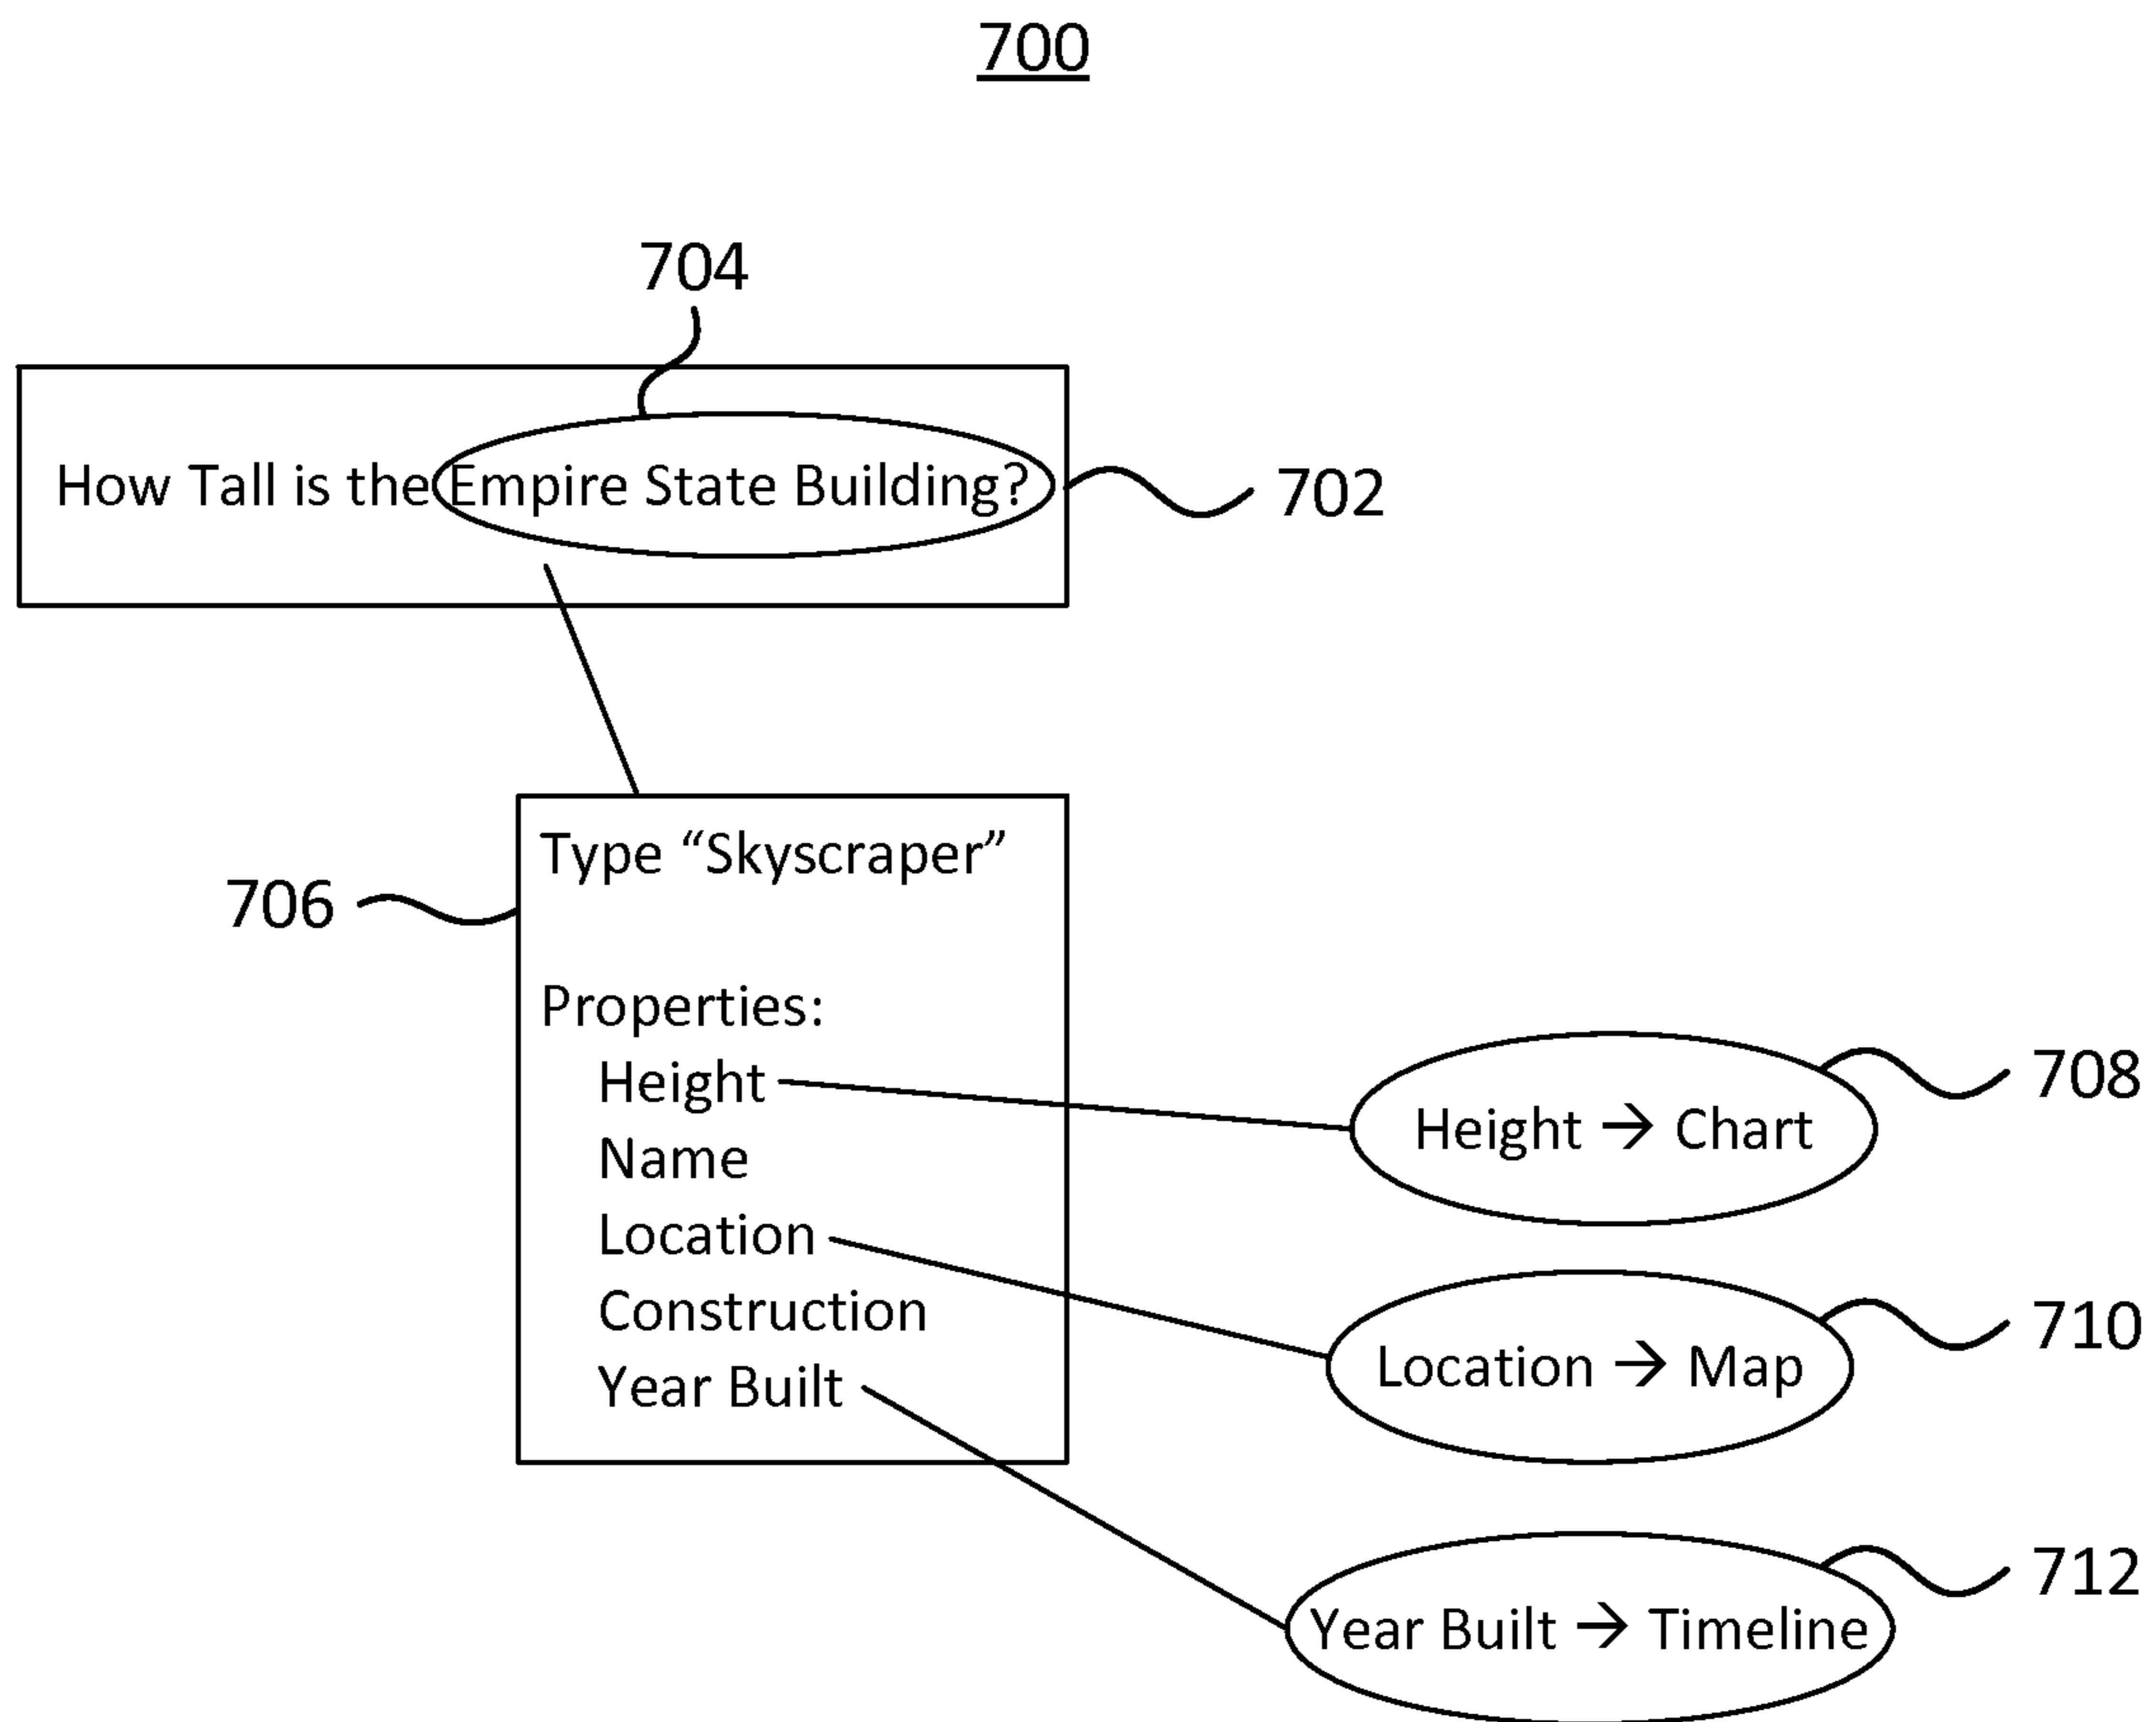 700
704
How Tall is the Empire State Building?
702
Type “Skyscraper”
706
Properties:
Height
Name
Location
Construction
Year Built
708
Height → Chart
710
Location → Map
712
Year Built → Timeline